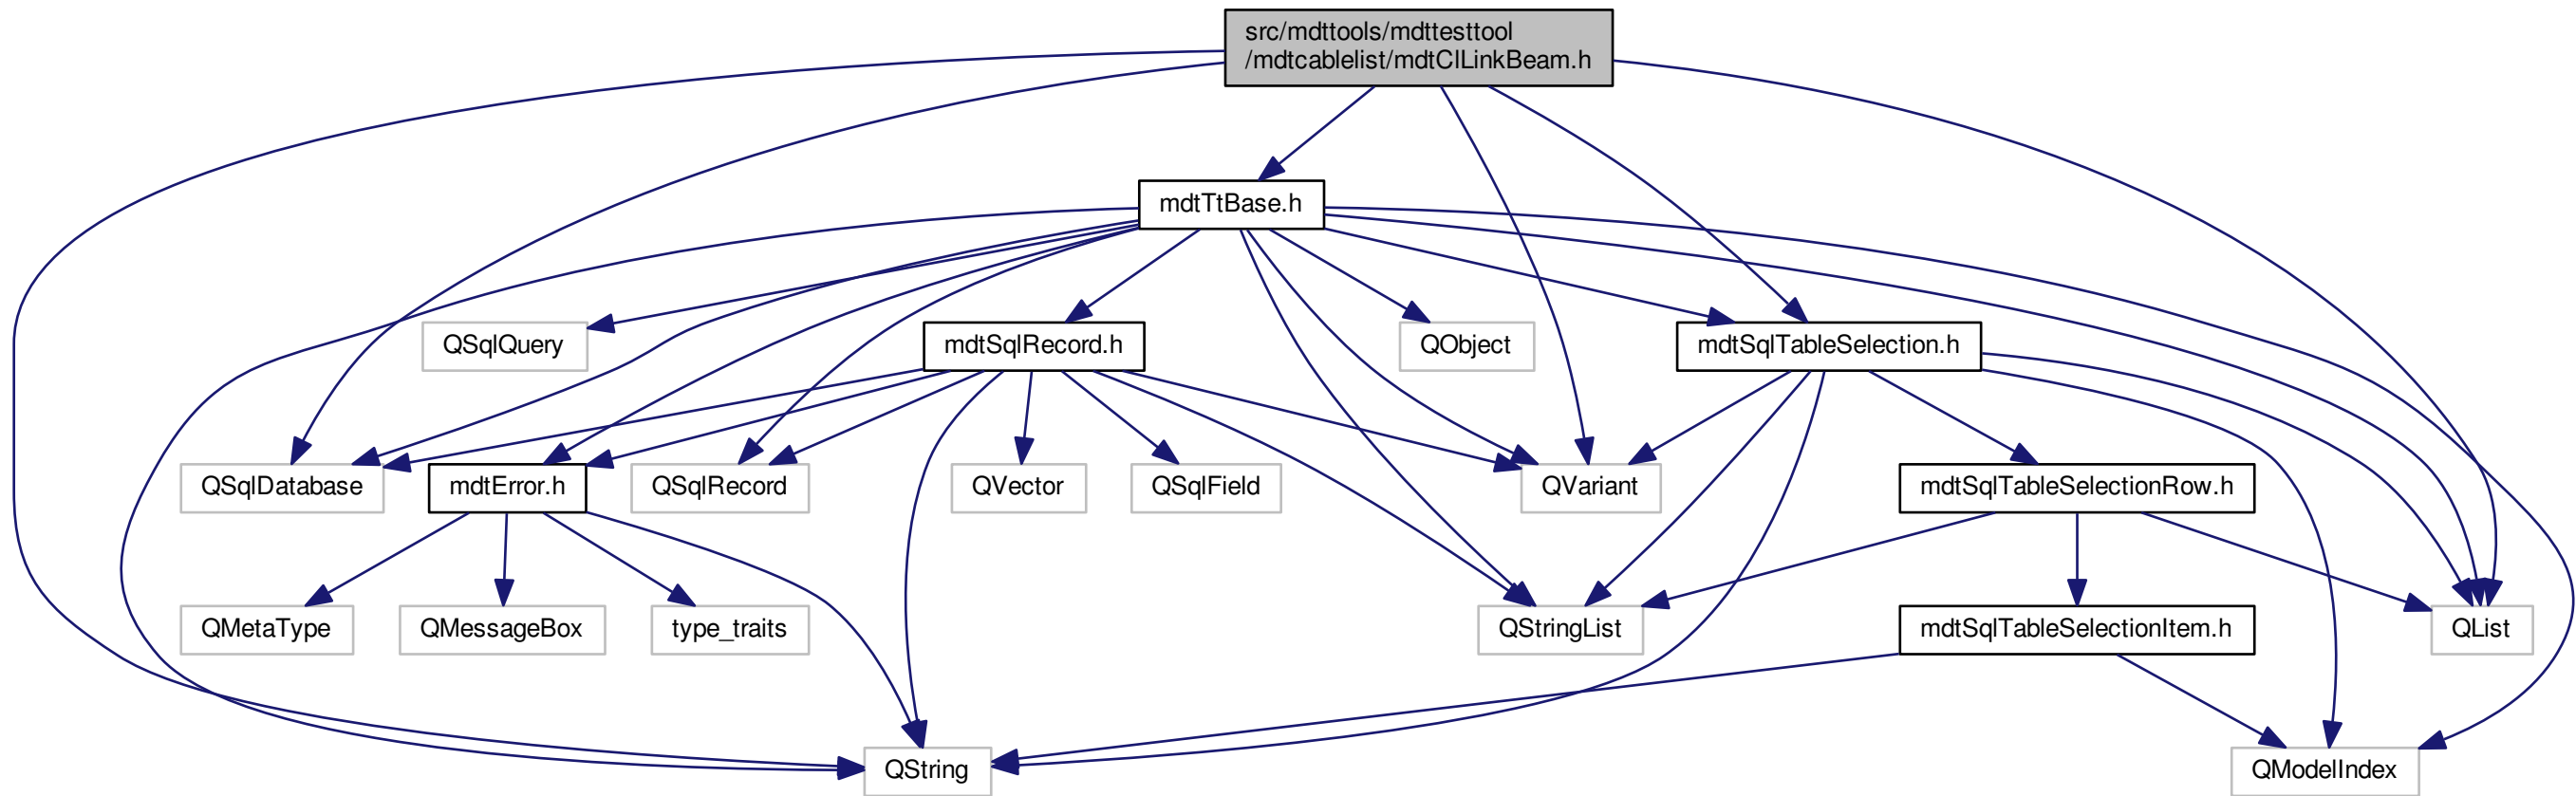 src/mdttools/mdttesttool
/mdtcablelist/mdtClLinkBeam.h
mdtTtBase.h
QSqlQuery
mdtSqlRecord.h
QObject
mdtSqlTableSelection.h
QSqlDatabase
mdtError.h
QSqlRecord
QVector
QSqlField
QVariant
mdtSqlTableSelectionRow.h
QMetaType
QMessageBox
type_traits
QStringList
mdtSqlTableSelectionItem.h
QList
QString
QModelIndex